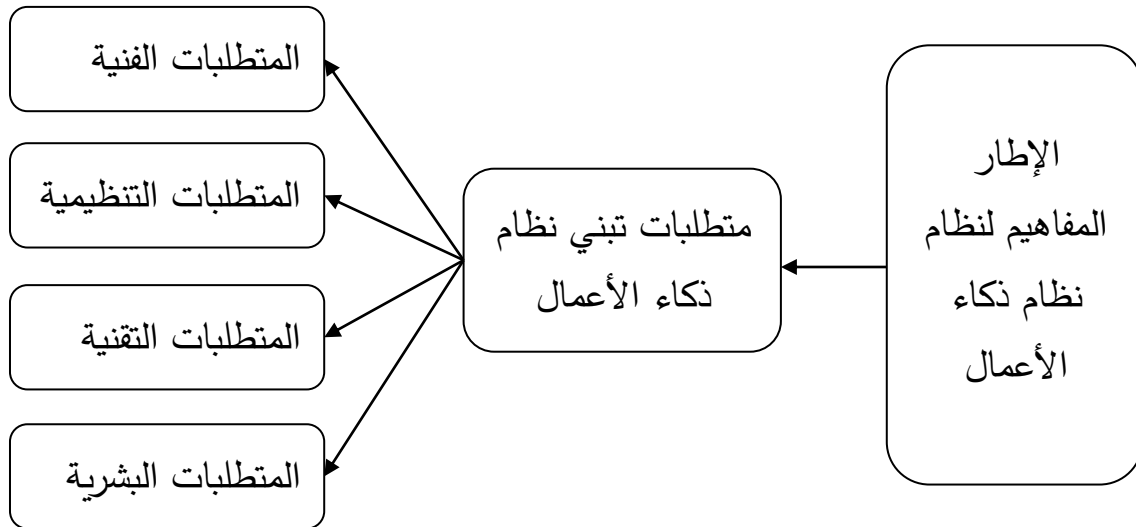 الإطار
المفاهيم لنظام
نظام ذكاء
الأعمال
متطلبات تبني نظام
ذكاء الأعمال
المتطلبات الفنية
المتطلبات التنظيمية
المتطلبات التقنية
المتطلبات البشرية